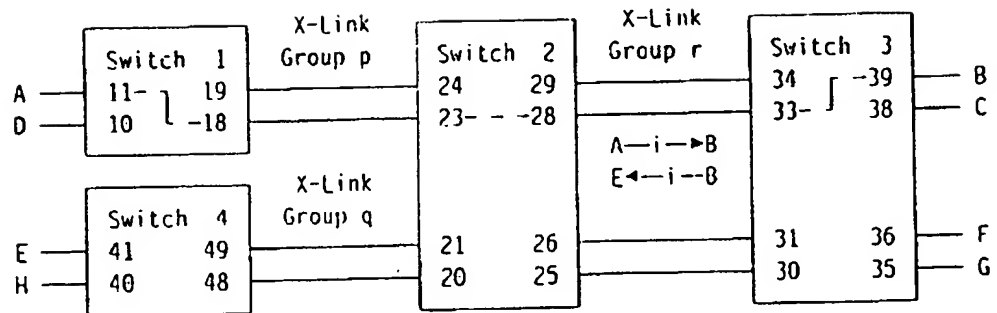 X-Link
Group p
X-Link
Group r
Switch 1
11- 19
10 -18
A
D
Switch 2
24 29
23- - -28
21 26
20 25
Switch 3
34 -39
33- 38
31 36
30 35
B
C
A—i—►B
E◄—i--B
X-Link
Group q
Switch 4
41 49
40 48
E
H
F
G